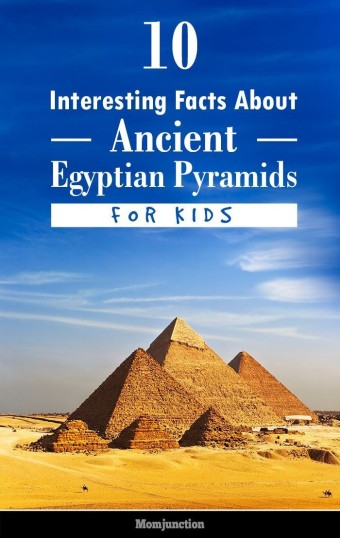 10
Interesting Facts About
Ancient
Egyptian Pyramids
FOR KIDS
Momjunction